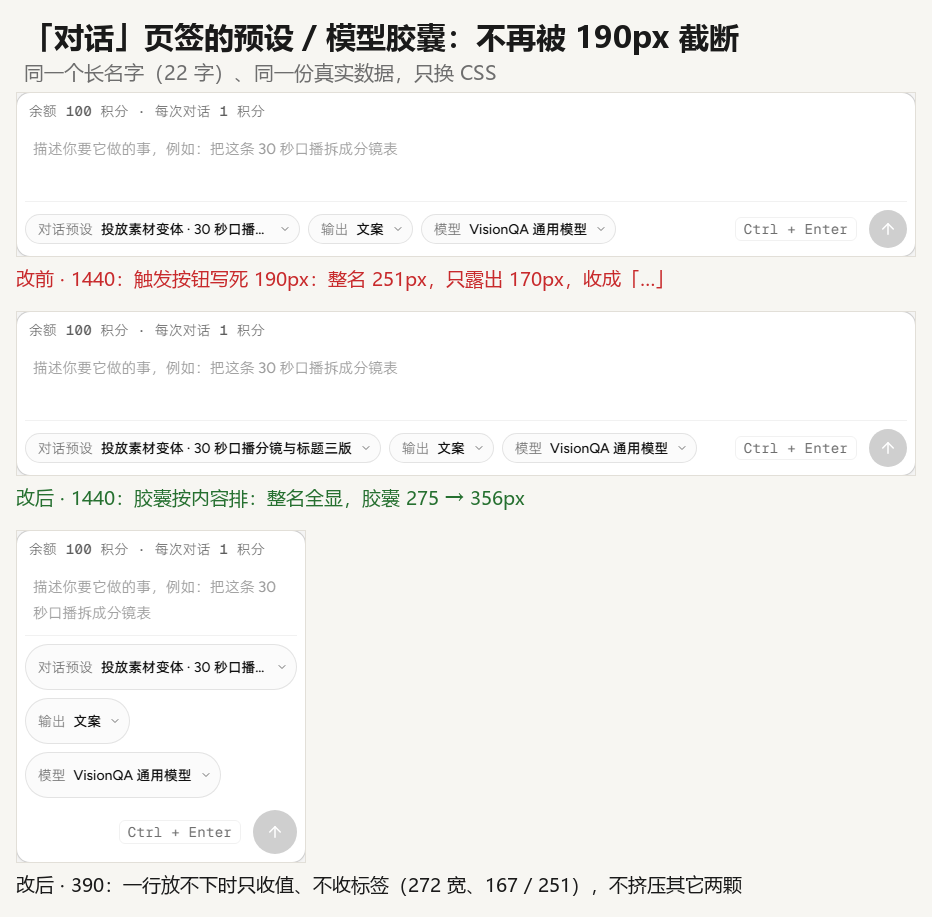 「对话」页签的预设 / 模型胶囊：不再被 190px 截断
同一个长名字（22 字）、同一份真实数据，只换 CSS
余额 100 积分 · 每次对话 1 积分
描述你要它做的事，例如：把这条 30 秒口播拆成分镜表
对话预设 投放素材变体 · 30 秒口播... 输出 文案 模型 VisionQA 通用模型 Ctrl + Enter
改前 · 1440：触发按钮写死 190px：整名 251px，只露出 170px，收成「…」
余额 100 积分 · 每次对话 1 积分
描述你要它做的事，例如：把这条 30 秒口播拆成分镜表
对话预设 投放素材变体 · 30 秒口播分镜与标题三版 输出 文案 模型 VisionQA 通用模型 Ctrl + Enter
改后 · 1440：胶囊按内容排：整名全显，胶囊 275 → 356px
余额 100 积分 · 每次对话 1 积分
描述你要它做的事，例如：把这条 30
秒口播拆成分镜表
对话预设 投放素材变体 · 30 秒口播...
输出 文案
模型 VisionQA 通用模型
Ctrl + Enter
改后 · 390：一行放不下时只收值、不收标签（272 宽、167 / 251），不挤压其它两颗